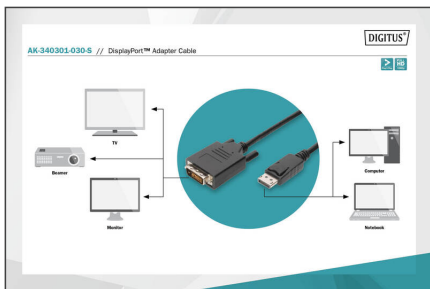 DIGITUS®
AK-340301-030-S // DisplayPort™ Adapter Cable
TV
Beamer
Monitor
Computer
Notebook